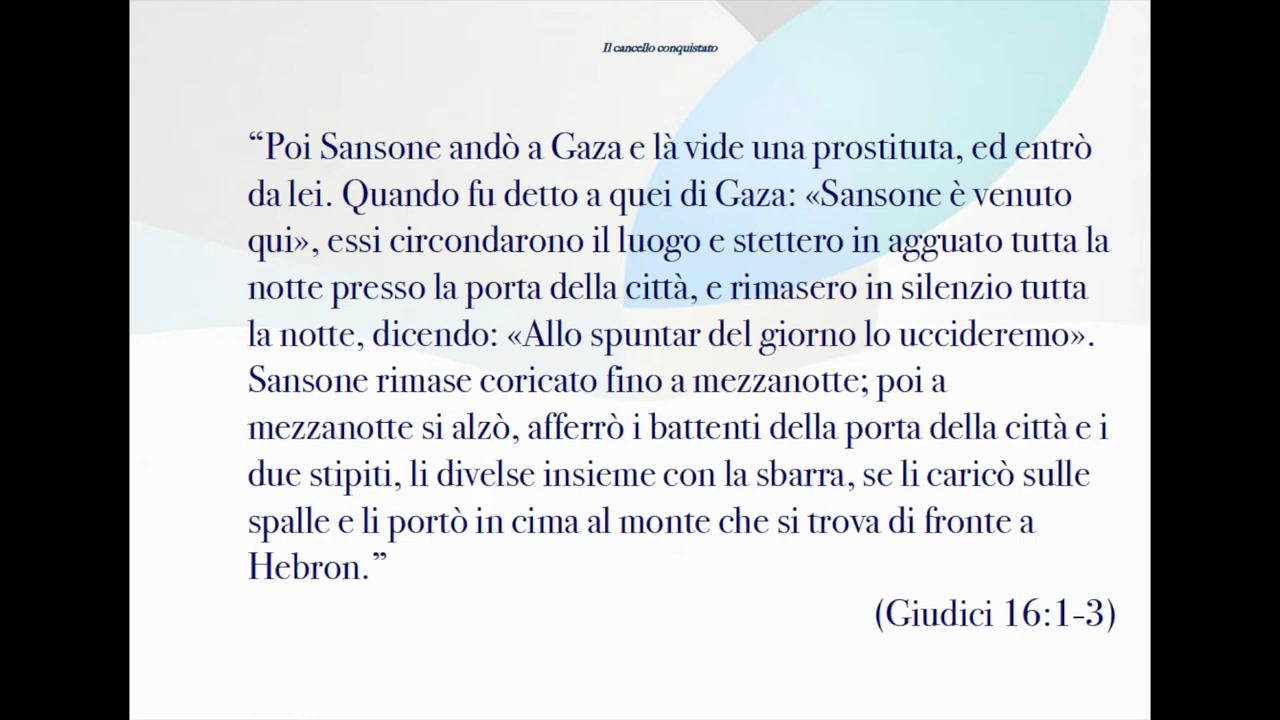 Il cancello conquistato
“Poi Sansone andò a Gaza e là vide una prostituta, ed entrò
da lei. Quando fu detto a quei di Gaza: «Sansone è venuto
qui», essi circondarono il luogo e stettero in agguato tutta la
notte presso la porta della città, e rimasero in silenzio tutta
la notte, dicendo: «Allo spuntar del giorno lo uccideremo».
Sansone rimase coricato fino a mezzanotte; poi a
mezzanotte si alzò, afferrò i battenti della porta della città e i
due stipiti, li divelse insieme con la sbarra, se li caricò sulle
spalle e li portò in cima al monte che si trova di fronte a
Hebron.”
(Giudici 16:1-3)